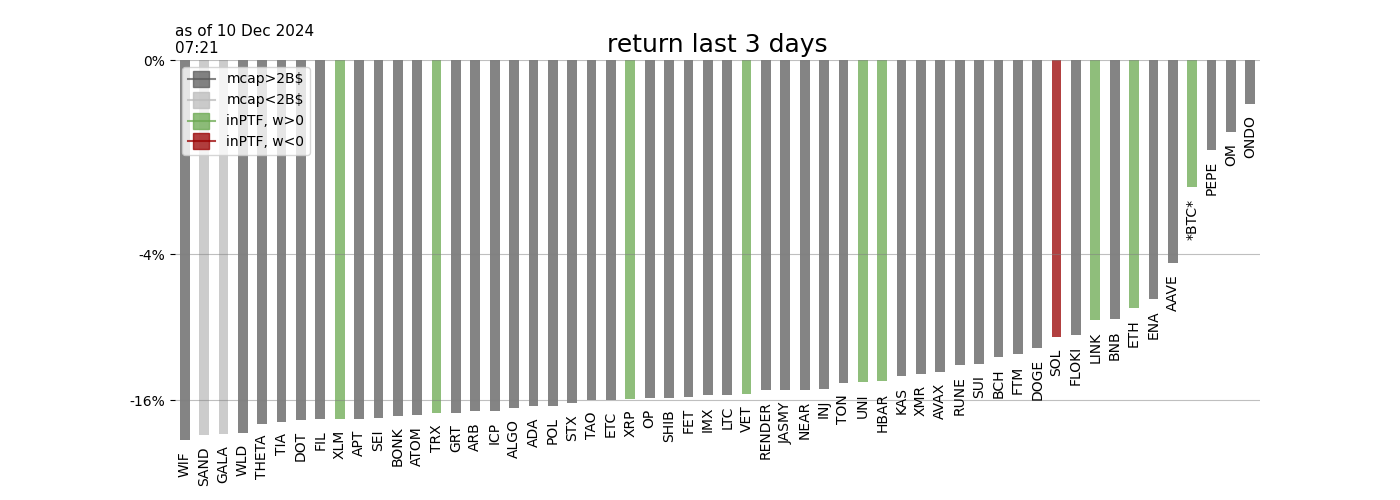 as of 10 Dec 2024
07:21
return last 3 days
0%
-4%
-16%
mcap>2B$
mcap<2B$
inPTF, w>0
inPTF, w<0
WIF
SAND
GALA
WLD
THETA
TIA
DOT
FIL
XLM
APT
SEI
BONK
ATOM
TRX
GRT
ARB
ICP
ALGO
ADA
POL
STX
TAO
ETC
XRP
OP
SHIB
FET
IMX
LTC
VET
RENDER
JASMY
NEAR
INJ
TON
UNI
HBAR
KAS
XMR
AVAX
RUNE
SUI
BCH
FTM
DOGE
SOL
FLOKI
LINK
BNB
ETH
ENA
AAVE
*BTC*
PEPE
OM
ONDO